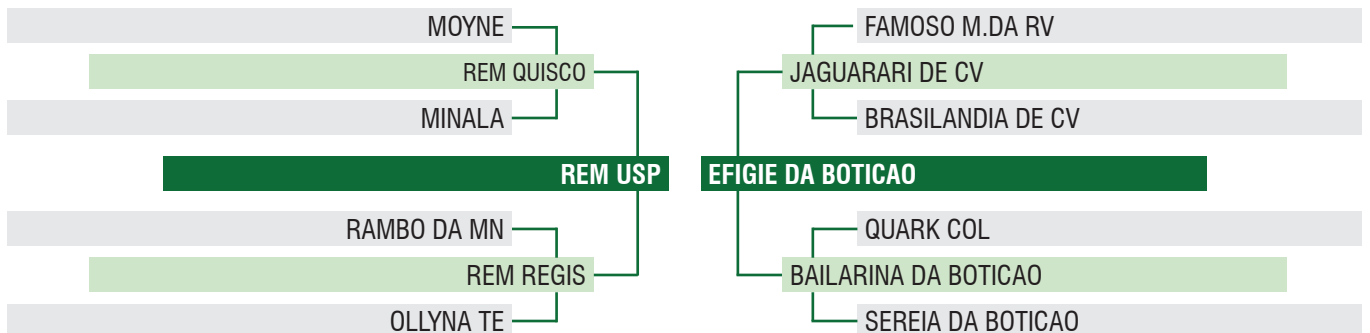 MOYNE
FAMOSO M.DA RV
REM QUISCO
JAGUARARI DE CV
MINALA
BRASILANDIA DE CV
REM USP
EFIGIE DA BOTICAO
RAMBO DA MN
QUARK COL
REM REGIS
BAILARINA DA BOTICAO
OLLYNA TE
SEREIA DA BOTICAO